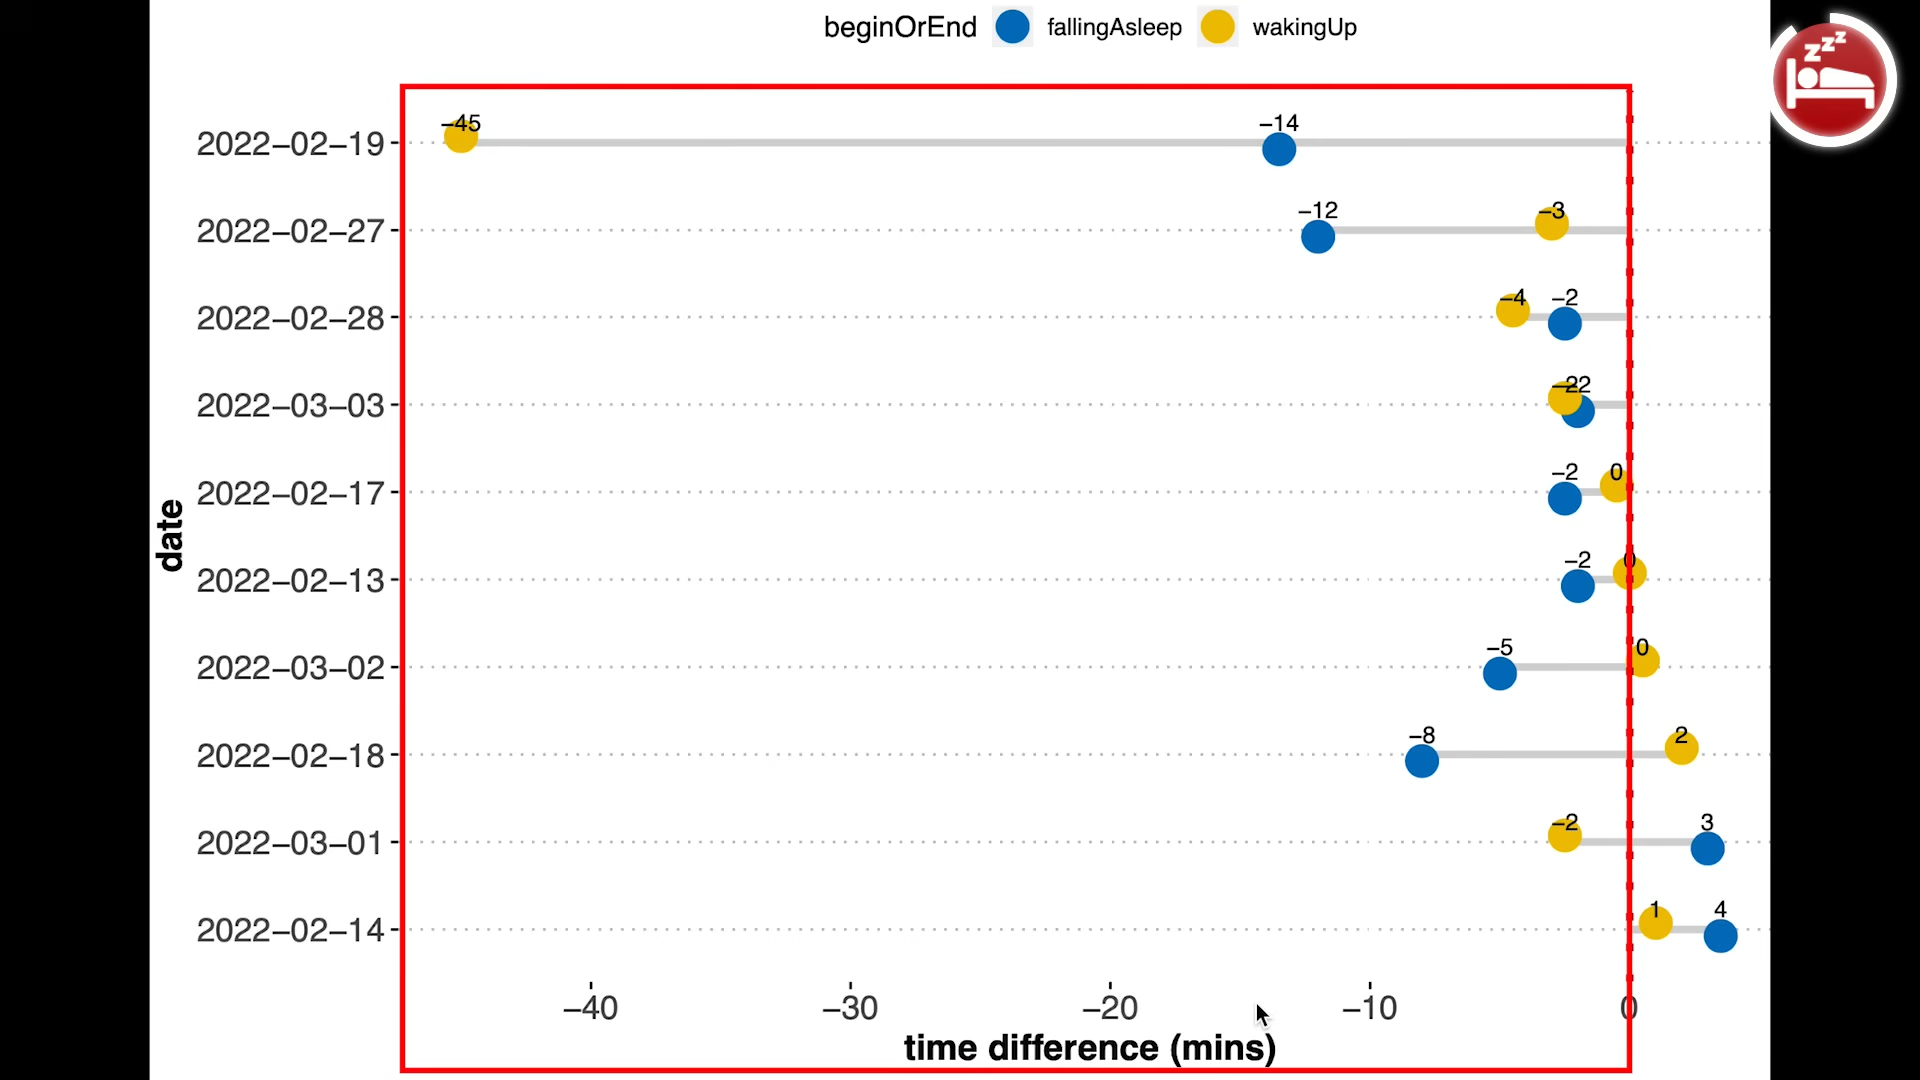 beginOrEnd fallingAsleep wakingUp
zzz
2022−02−19 −45 −14
2022−02−27 −12 −3
2022−02−28 −4 −2
2022−03−03 −2 −2
2022−02−17 −2 0
2022−02−13 −2 0
2022−03−02 −5 0
2022−02−18 −8 2
2022−03−01 −2 3
2022−02−14 1 4
date
−40 −30 −20 −10 0
time difference (mins)